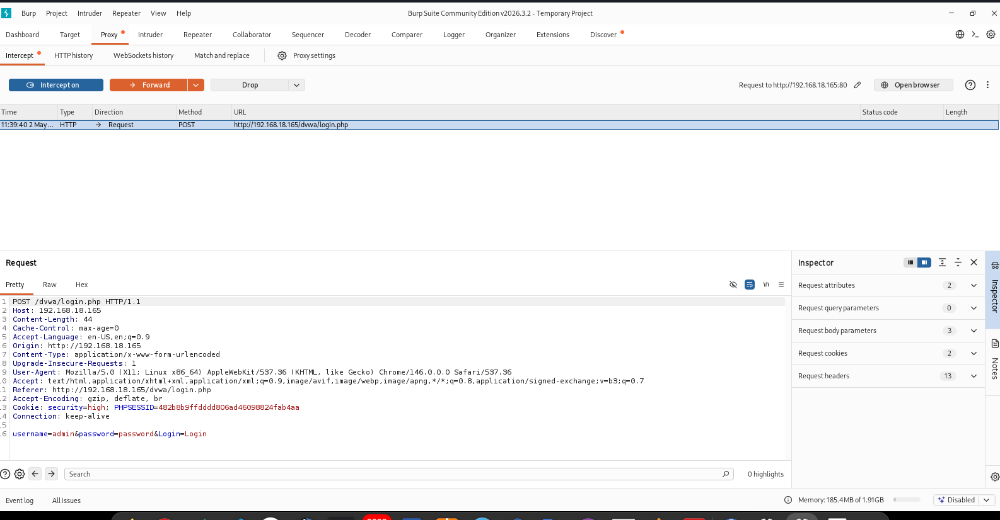 Burp Project Intruder Repeater View Help Burp Suite Community Edition v2026.3.2 - Temporary Project
Dashboard Target Proxy Intruder Repeater Collaborator Sequencer Decoder Comparer Logger Organizer Extensions Discover
Intercept HTTP history WebSockets history Match and replace Proxy settings
Intercept on Forward Drop Request to http://192.168.18.165:80 Open browser
Time Type Direction Method URL Status code Length
11:39:40 2 May ... HTTP Request POST http://192.168.18.165/dvwa/login.php
Request
Pretty Raw Hex \n
1 POST /dvwa/login.php HTTP/1.1
2 Host: 192.168.18.165
3 Content-Length: 44
4 Cache-Control: max-age=0
5 Accept-Language: en-US,en;q=0.9
6 Origin: http://192.168.18.165
7 Content-Type: application/x-www-form-urlencoded
8 Upgrade-Insecure-Requests: 1
9 User-Agent: Mozilla/5.0 (X11; Linux x86_64) AppleWebKit/537.36 (KHTML, like Gecko) Chrome/146.0.0.0 Safari/537.36
10 Accept: text/html,application/xhtml+xml,application/xml;q=0.9,image/avif,image/webp,image/apng,*/*;q=0.8,application/signed-exchange;v=b3;q=0.7
11 Referer: http://192.168.18.165/dvwa/login.php
12 Accept-Encoding: gzip, deflate, br
13 Cookie: security=high; PHPSESSID=482b8b9ffdddd806ad46098824fab4aa
14 Connection: keep-alive
15
16 username=admin&password=password&Login=Login
Search 0 highlights
Inspector
Request attributes 2
Request query parameters 0
Request body parameters 3
Request cookies 2
Request headers 13
Inspector
Notes
Event log All issues Memory: 185.4MB of 1.91GB Disabled